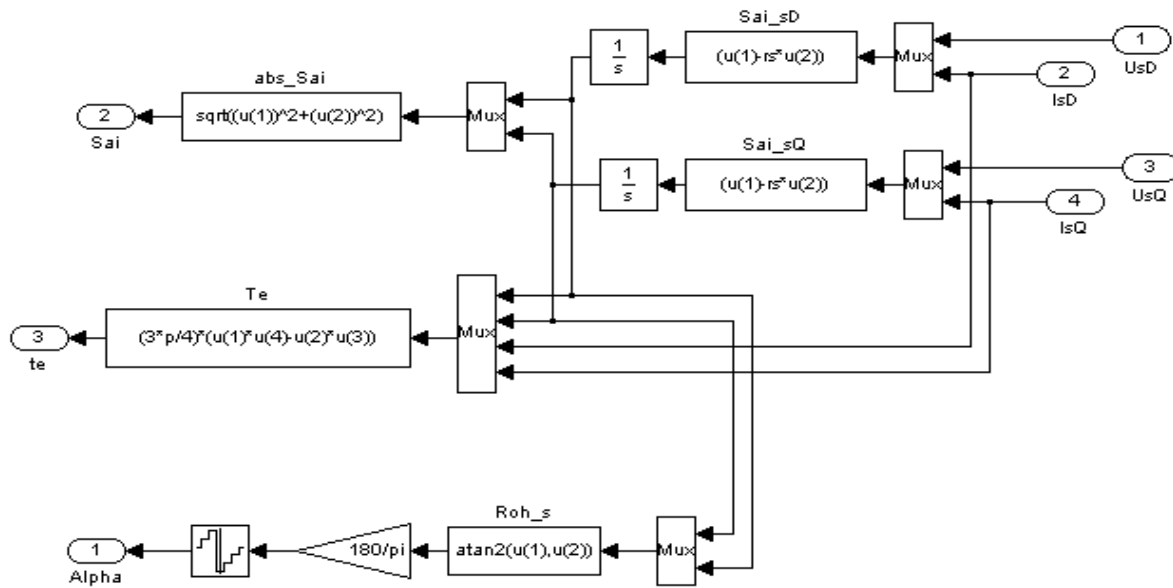 Sai_sD
1
UsD
1
s
(u(1)-rs*u(2))
Mux
2
IsD
abs_Sai
2
Sai
sqrt((u(1))^2+(u(2))^2)
Mux
Sai_sQ
1
s
(u(1)-rs*u(2))
Mux
3
UsQ
4
IsQ
Te
3
te
(3*p/4)*(u(1)*u(4)-u(2)*u(3))
Mux
Roh_s
1
Alpha
180/pi
atan2(u(1),u(2))
Mux